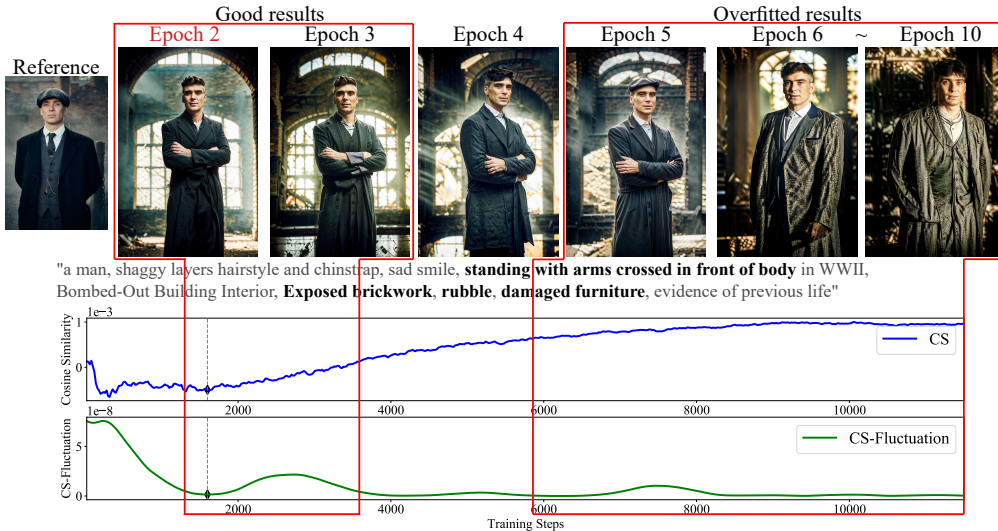 Good results
Overfitted results
Reference
Epoch 2
Epoch 3
Epoch 4
Epoch 5
Epoch 6
~
Epoch 10
"a man, shaggy layers hairstyle and chinstrap, sad smile, standing with arms crossed in front of body in WWII,
Bombed-Out Building Interior, Exposed brickwork, rubble, damaged furniture, evidence of previous life"
1e−3
Cosine Similarity
1
0
CS
2000
4000
6000
8000
10000
1e−8
CS-Fluctuation
5
0
CS-Fluctuation
2000
4000
6000
8000
10000
Training Steps